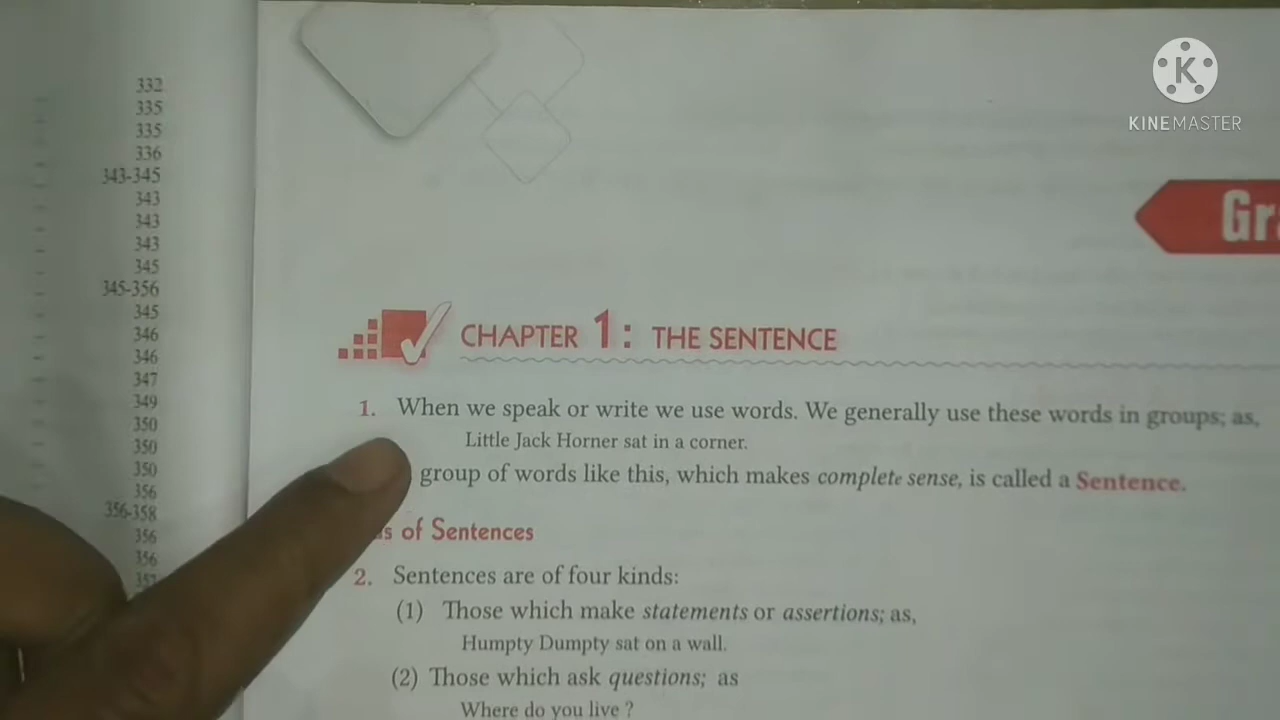 332
335
335
336
343-345
343
343
343
345
345-356
345
346
346
347
349
350
350
350
356
356-358
356
356
357
KINEMASTER
Gr
CHAPTER 1: THE SENTENCE
1. When we speak or write we use words. We generally use these words in groups; as,
Little Jack Horner sat in a corner.
group of words like this, which makes complete sense, is called a Sentence.
of Sentences
2. Sentences are of four kinds:
(1) Those which make statements or assertions; as,
Humpty Dumpty sat on a wall.
(2) Those which ask questions; as
Where do you live ?